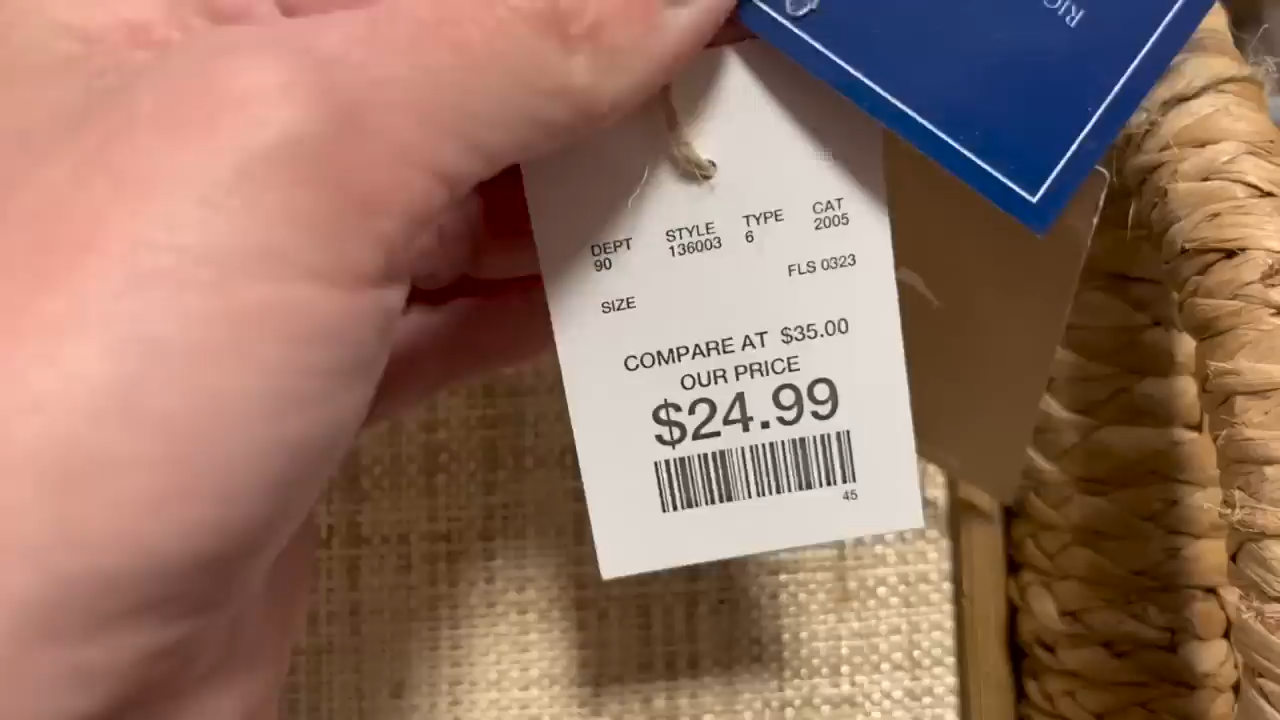 RIC
DEPT STYLE TYPE CAT
90 136003 6 2005
FLS 0323
SIZE
COMPARE AT $35.00
OUR PRICE
$24.99
45